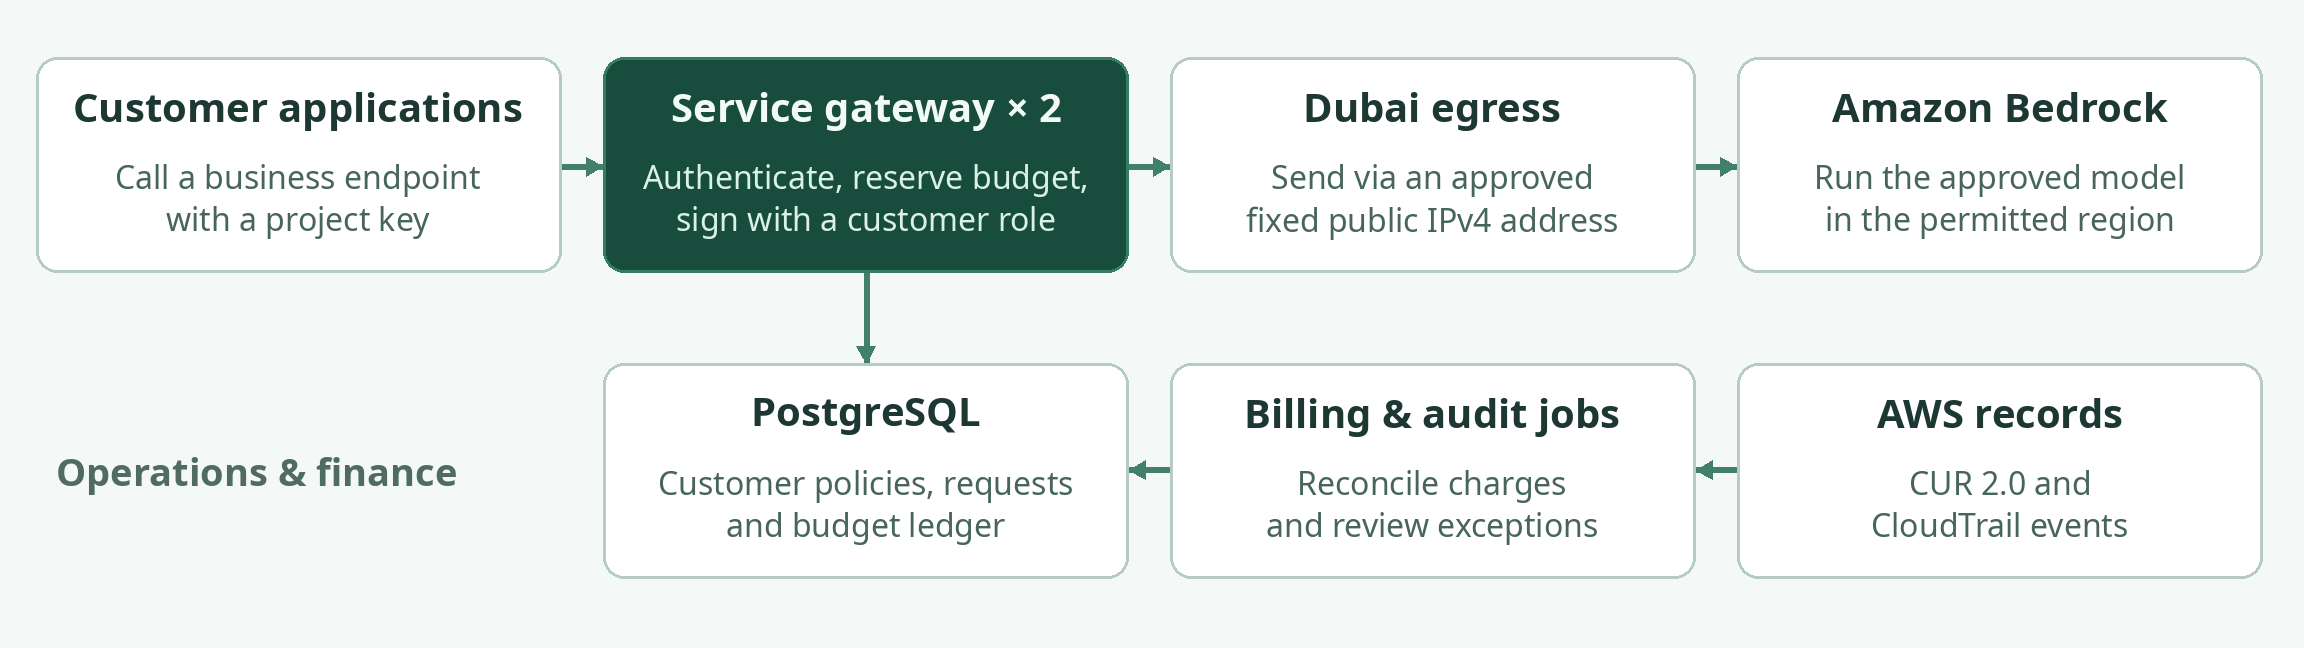 Customer applications
Call a business endpoint
with a project key
Service gateway × 2
Authenticate, reserve budget,
sign with a customer role
Dubai egress
Send via an approved
fixed public IPv4 address
Amazon Bedrock
Run the approved model
in the permitted region
Operations & finance
PostgreSQL
Customer policies, requests
and budget ledger
Billing & audit jobs
Reconcile charges
and review exceptions
AWS records
CUR 2.0 and
CloudTrail events